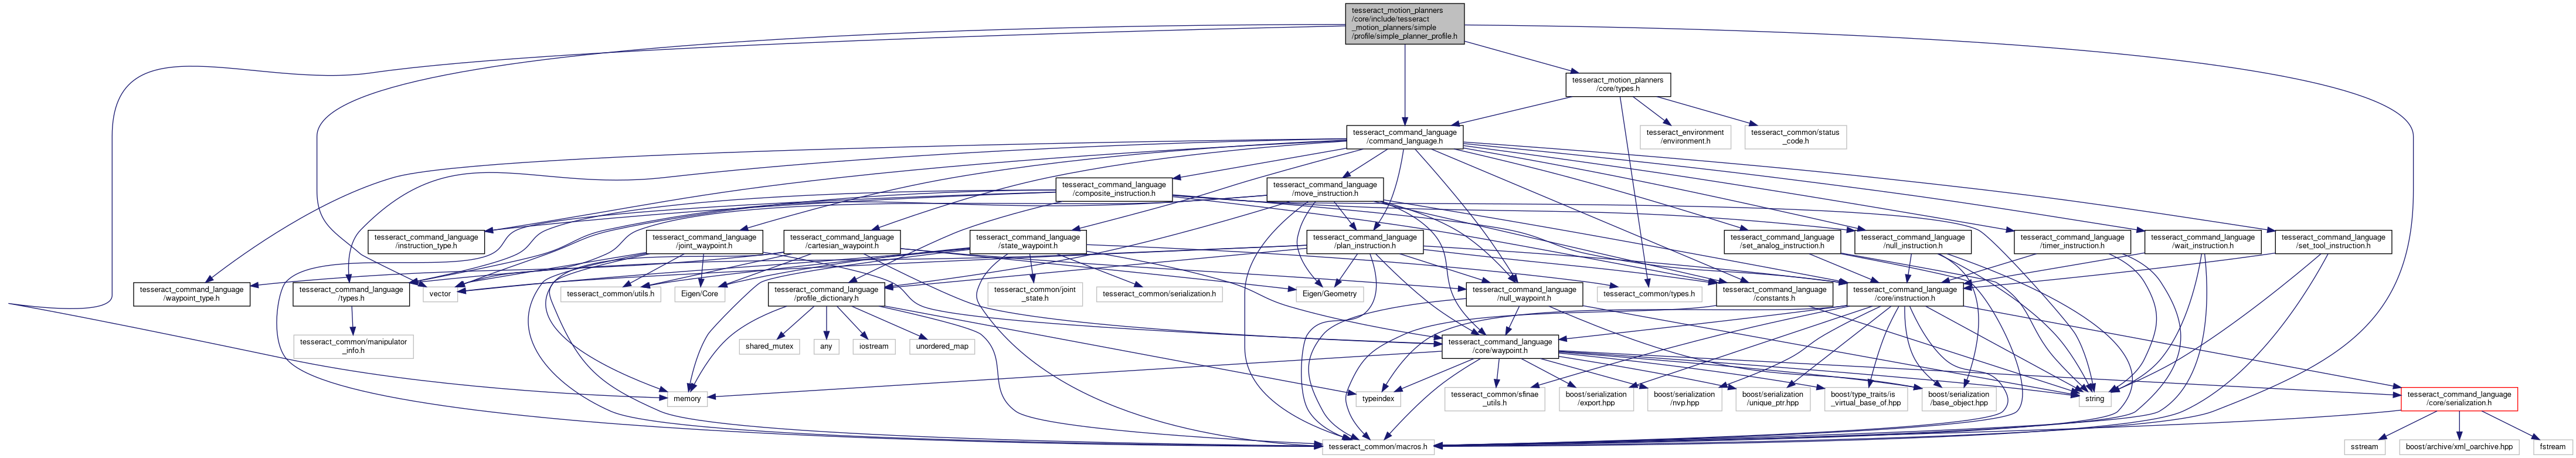 tesseract_motion_planners
/core/include/tesseract
_motion_planners/simple
/profile/simple_planner_profile.h
tesseract_motion_planners
/core/types.h
tesseract_command_language
/command_language.h
tesseract_environment
/environment.h
tesseract_common/status
_code.h
tesseract_command_language
/composite_instruction.h
tesseract_command_language
/move_instruction.h
tesseract_command_language
/instruction_type.h
tesseract_command_language
/joint_waypoint.h
tesseract_command_language
/cartesian_waypoint.h
tesseract_command_language
/state_waypoint.h
tesseract_command_language
/plan_instruction.h
tesseract_command_language
/set_analog_instruction.h
tesseract_command_language
/null_instruction.h
tesseract_command_language
/timer_instruction.h
tesseract_command_language
/wait_instruction.h
tesseract_command_language
/set_tool_instruction.h
tesseract_command_language
/waypoint_type.h
tesseract_command_language
/types.h
vector
tesseract_common/utils.h
Eigen/Core
tesseract_command_language
/profile_dictionary.h
tesseract_common/joint
_state.h
tesseract_common/serialization.h
Eigen/Geometry
tesseract_command_language
/null_waypoint.h
tesseract_common/types.h
tesseract_command_language
/constants.h
tesseract_command_language
/core/instruction.h
tesseract_common/manipulator
_info.h
shared_mutex
any
iostream
unordered_map
tesseract_command_language
/core/waypoint.h
memory
typeindex
tesseract_common/sfinae
_utils.h
boost/serialization
/export.hpp
boost/serialization
/nvp.hpp
boost/serialization
/unique_ptr.hpp
boost/type_traits/is
_virtual_base_of.hpp
boost/serialization
/base_object.hpp
string
tesseract_command_language
/core/serialization.h
tesseract_common/macros.h
sstream
boost/archive/xml_oarchive.hpp
fstream